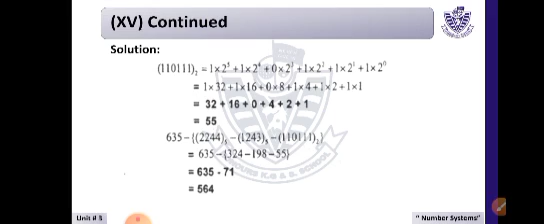 (XV) Continued
Solution:
(110111)₂ = 1×2⁵ +1×2⁴ +0×2³ +1×2² +1×2¹ +1×2⁰
= 1×32+1×16+0×8+1×4+1×2+1×1
= 32 + 16 + 0 + 4 + 2 + 1
= 55
635−{(2244)₅ −(1243)₅ −(110111)₂}
= 635−{324−198−55}
= 635 - 71
= 564
Unit # 5
" Number Systems"